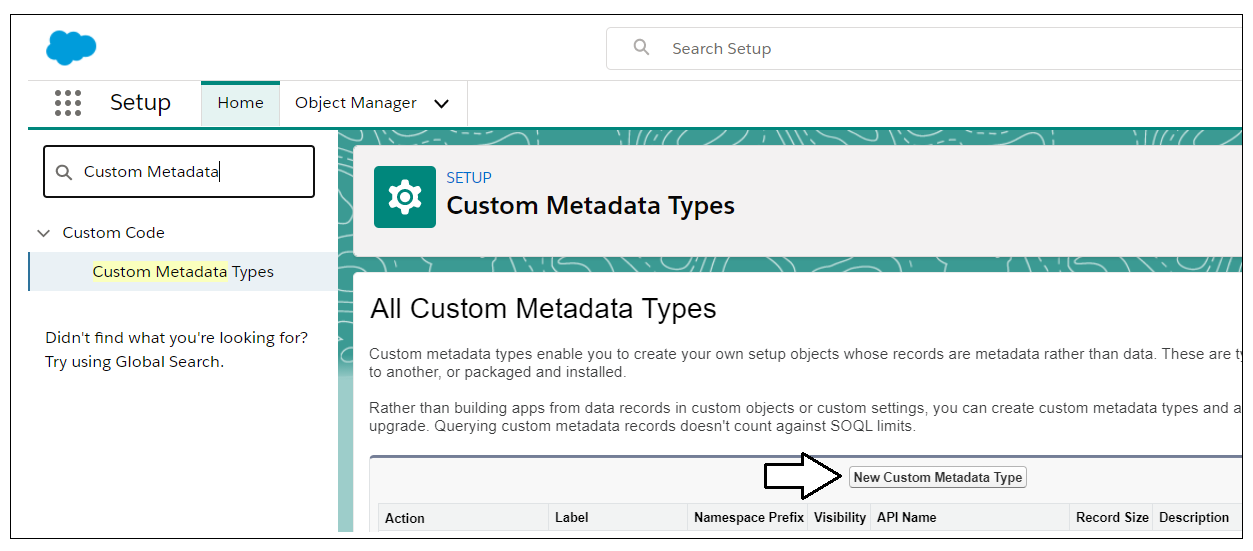 Search Setup
Setup
Home
Object Manager
Custom Metadata
Custom Code
Custom Metadata Types
Didn't find what you're looking for?
Try using Global Search.
SETUP
Custom Metadata Types
All Custom Metadata Types
Custom metadata types enable you to create your own setup objects whose records are metadata rather than data. These are
to another, or packaged and installed.
Rather than building apps from data records in custom objects or custom settings, you can create custom metadata types and a
upgrade. Querying custom metadata records doesn't count against SOQL limits.
New Custom Metadata Type
Action Label Namespace Prefix Visibility API Name Record Size Description